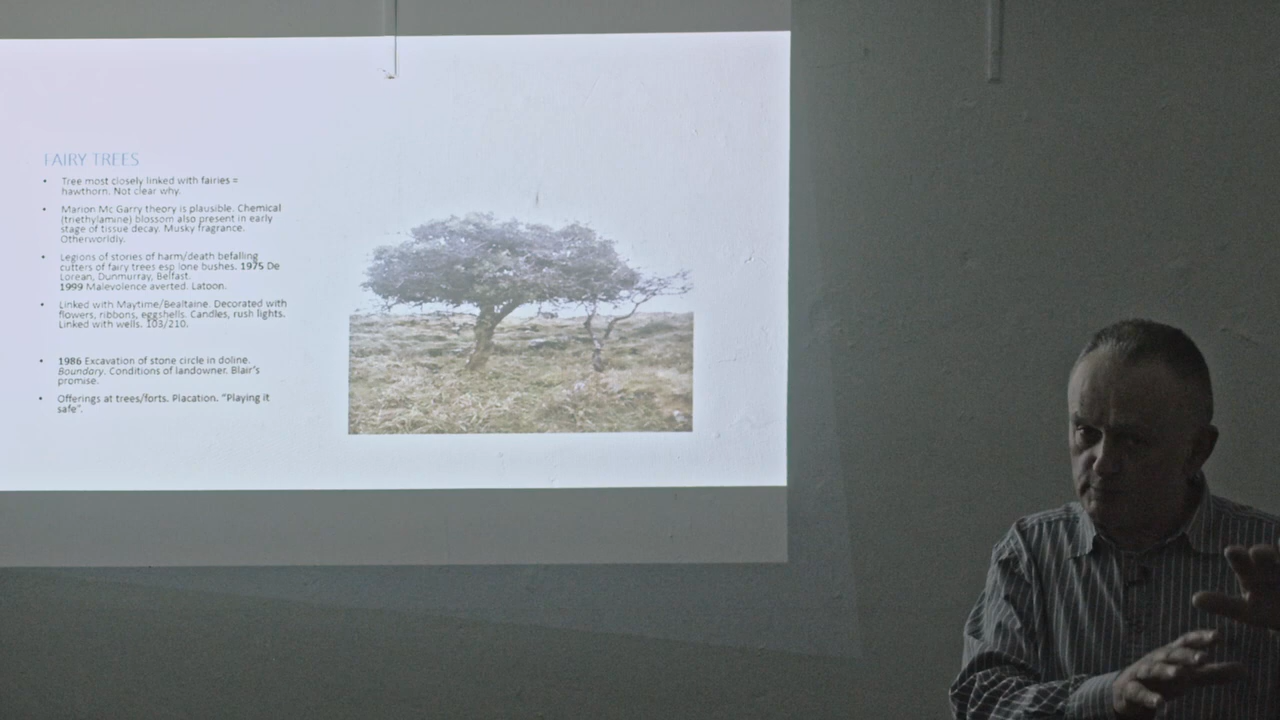 FAIRY TREES
• Tree most closely linked with fairies =
hawthorn. Not clear why.
• Marion Mc Garry theory is plausible. Chemical
(triethylamine) blossom also present in early
stage of tissue decay. Musky fragrance.
Otherworldly.
• Legions of stories of harm/death befalling
cutters of fairy trees esp lone bushes. 1975 De
Lorean, Dunmurray, Belfast.
1999 Malevolence averted. Latoon.
• Linked with Maytime/Bealtaine. Decorated with
flowers, ribbons, eggshells. Candles, rush lights.
Linked with wells. 103/210.
• 1986 Excavation of stone circle in doline.
Boundary. Conditions of landowner. Blair's
promise.
• Offerings at trees/forts. Placation. "Playing it
safe".